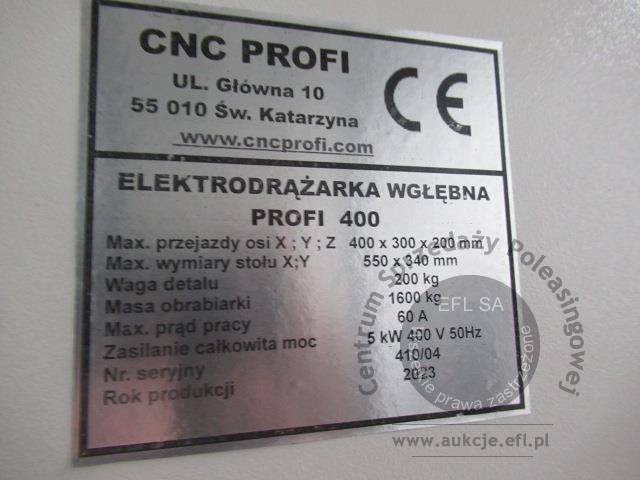 CNC PROFI
UL. Główna 10
55 010 Św. Katarzyna
www.cncprofi.com
CE
ELEKTRODRĄŻARKA WGŁĘBNA
PROFI 400
Max. przejazdy osi X ; Y ; Z 400 x 300 x 200 mm
Max. wymiary stołu X;Y 550 x 340 mm
Waga detalu 200 kg
Masa obrabiarki 1600 kg
Max. prąd pracy 60 A
Zasilanie całkowita moc 5 kW 400 V 50Hz
Nr. seryjny 410/04
Rok produkcji 2023
Centrum Sprzedaży Poleasingowej
EFL SA
prawa zastrzeżone
www.aukcje.efl.pl